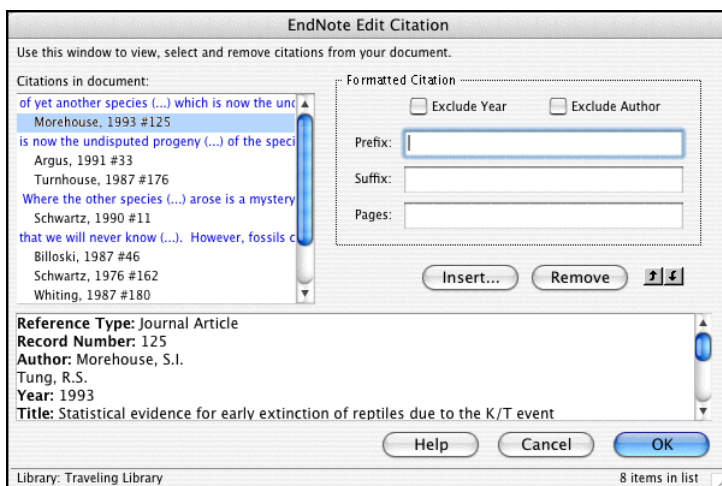 EndNote Edit Citation
Use this window to view, select and remove citations from your document.
Citations in document:
of yet another species (...) which is now the und
Morehouse, 1993 #125
is now the undisputed progeny (...) of the speci
Argus, 1991 #33
Turnhouse, 1987 #176
Where the other species (...) arose is a mystery
Schwartz, 1990 #11
that we will never know (...).  However, fossils c
Billoski, 1987 #46
Schwartz, 1976 #162
Whiting, 1987 #180
Formatted Citation
Exclude Year Exclude Author
Prefix:
Suffix:
Pages:
Insert... Remove
Reference Type: Journal Article
Record Number: 125
Author: Morehouse, S.I.
Tung, R.S.
Year: 1993
Title: Statistical evidence for early extinction of reptiles due to the K/T event
Help Cancel OK
Library: Traveling Library 8 items in list